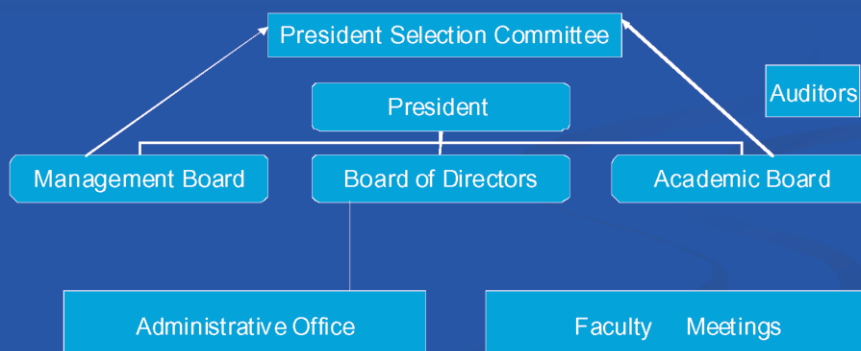 President Selection Committee
President
Auditors
Management Board
Board of Directors
Academic Board
Administrative Office
Faculty Meetings